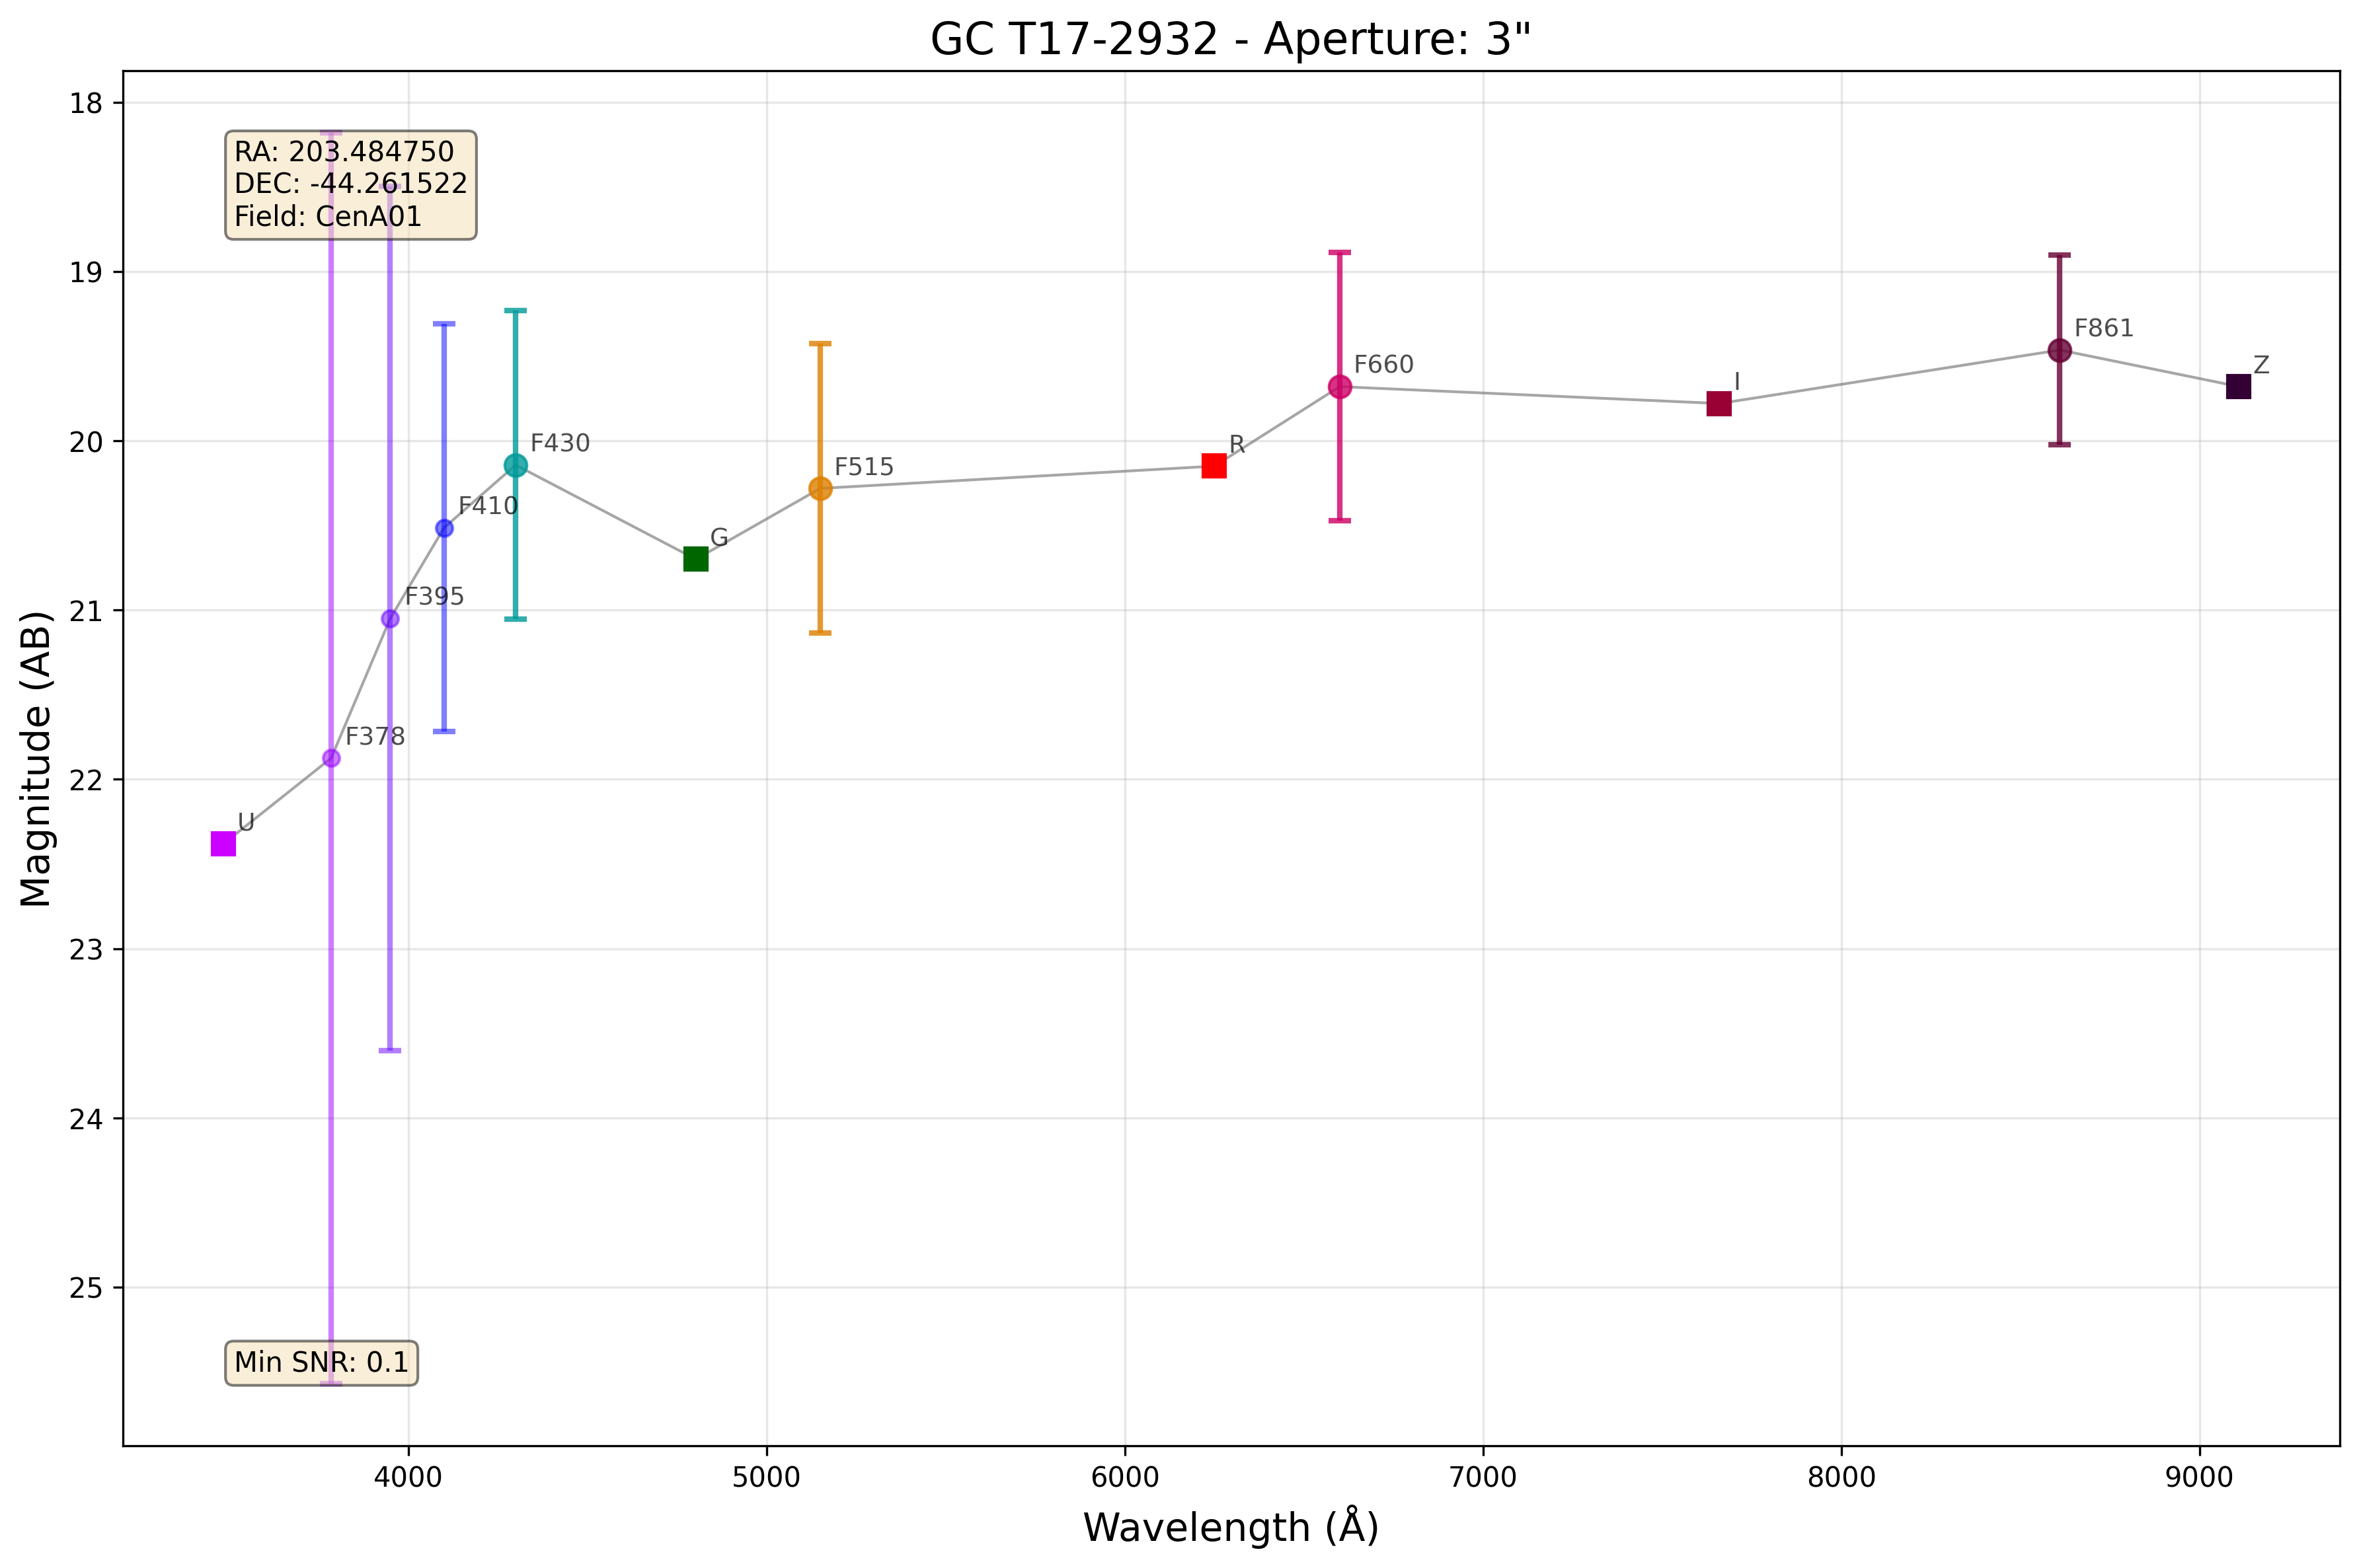 GC T17-2932 - Aperture: 3"
RA: 203.484750
DEC: -44.261522
Field: CenA01
18
19
20
21
22
23
24
25
Magnitude (AB)
U
F378
F395
F410
F430
G
F515
R
F660
I
F861
Z
Min SNR: 0.1
4000
5000
6000
7000
8000
9000
Wavelength (Å)